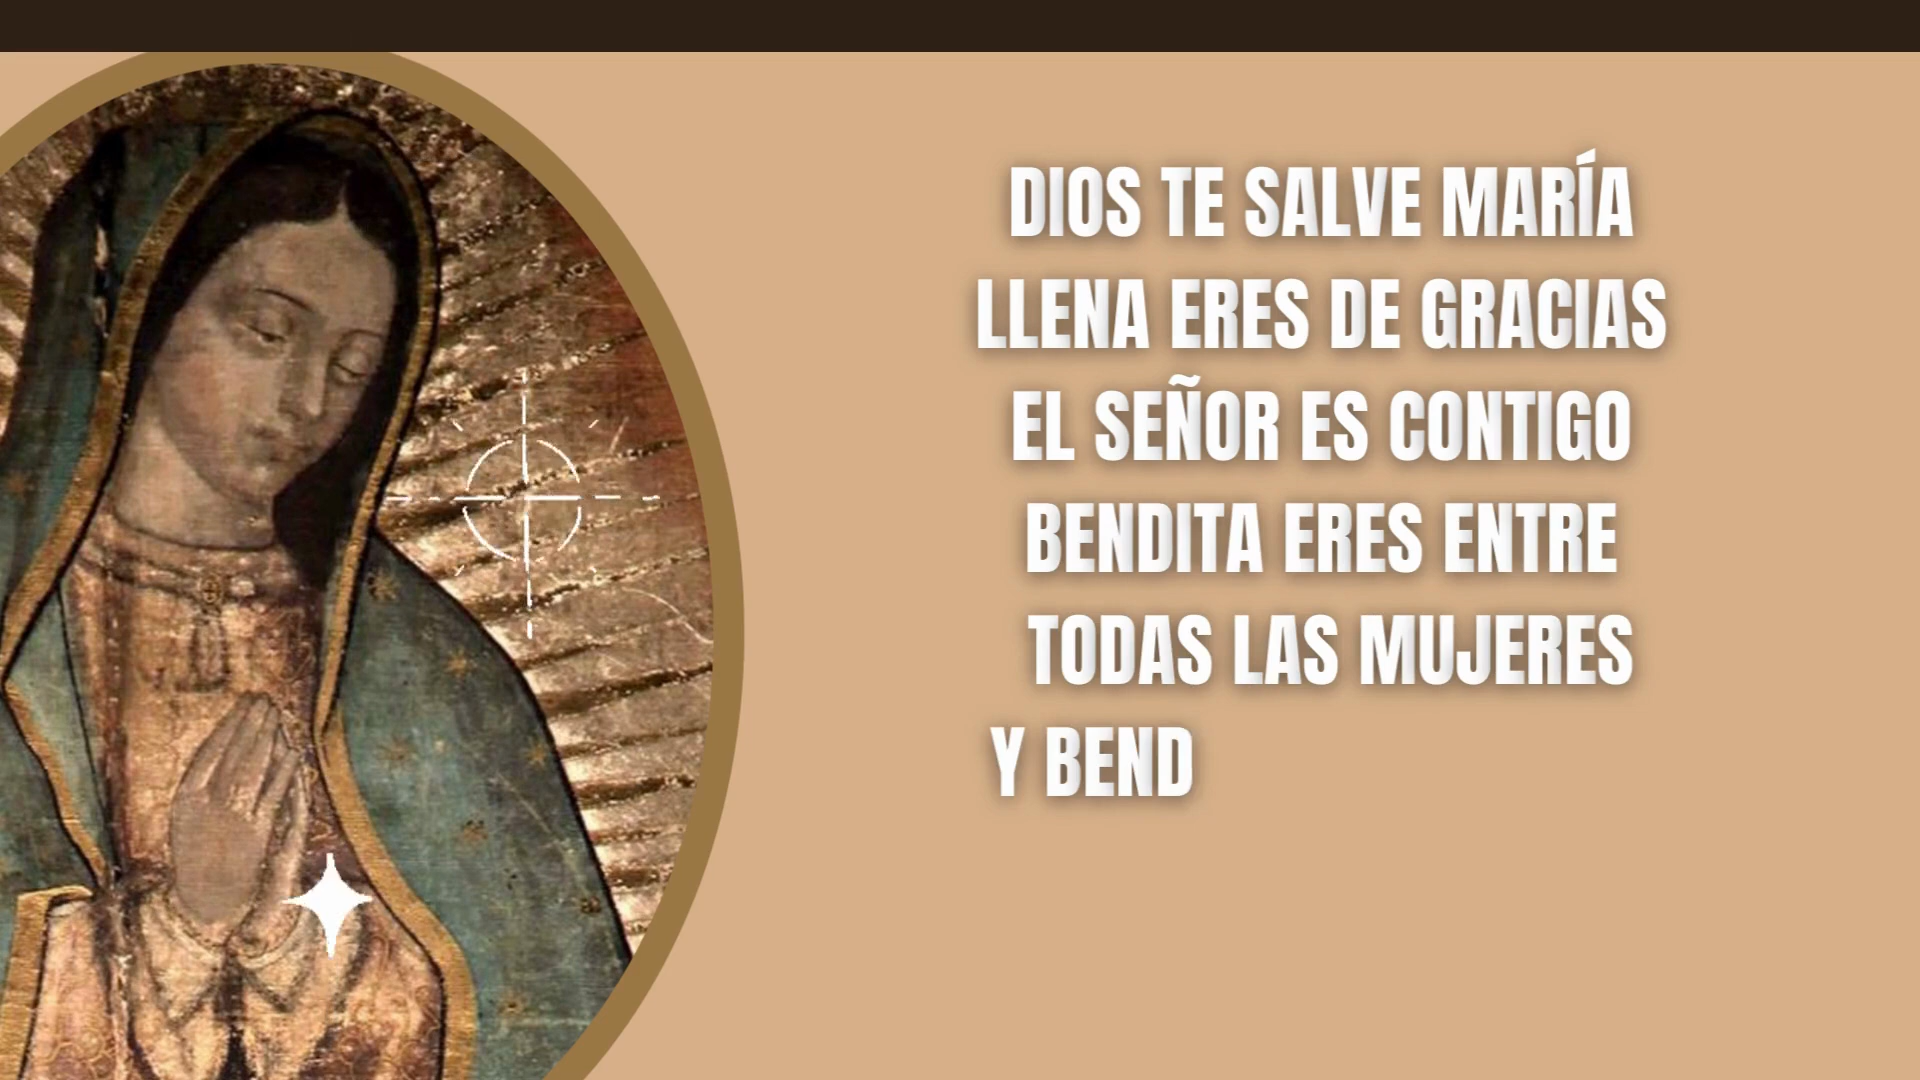 DIOS TE SALVE MARÍA
LLENA ERES DE GRACIAS
EL SEÑOR ES CONTIGO
BENDITA ERES ENTRE
TODAS LAS MUJERES
Y BEND